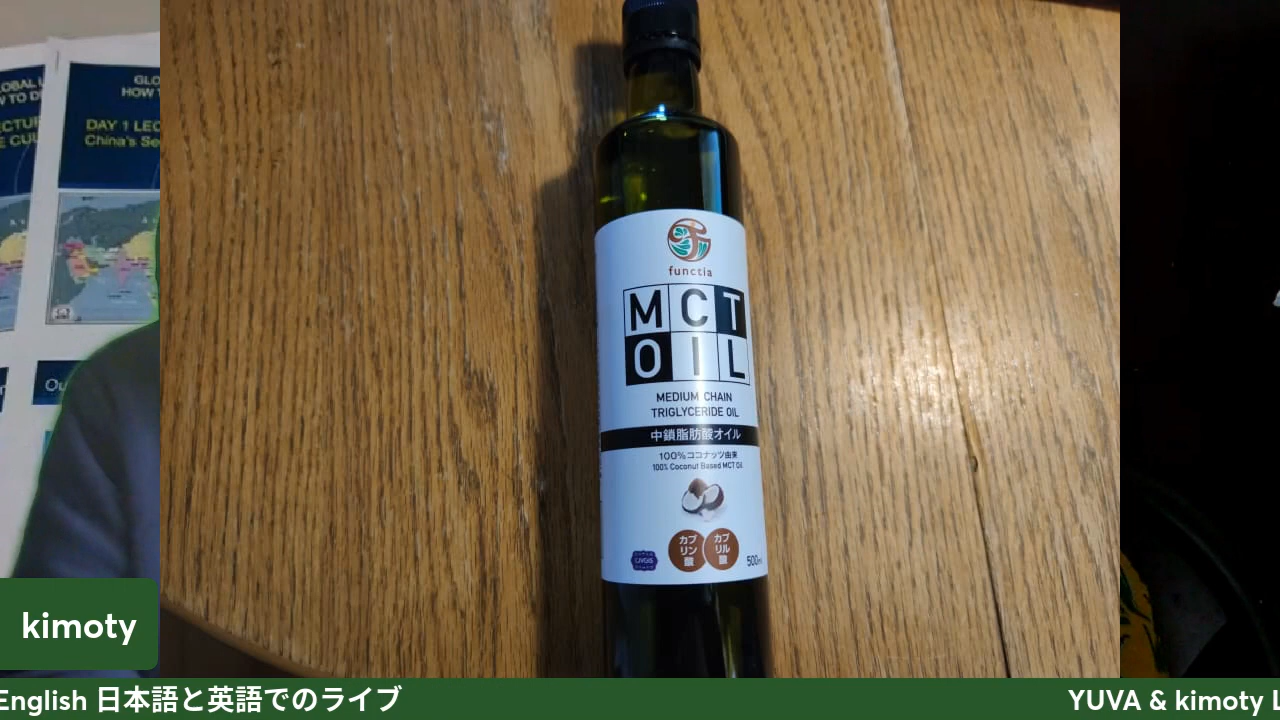 GLO
HOW
DAY 1 LEC
China's Se
functia
MCT
OIL
MEDIUM CHAIN
TRIGLYCERIDE OIL
中鎖脂肪酸オイル
100%ココナッツ由来
100% Coconut Based MCT Oil
カプ
リン
酸
カプ
リル
酸
UVGS
500ml
kimoty
English 日本語と英語でのライブ
YUVA & kimoty L